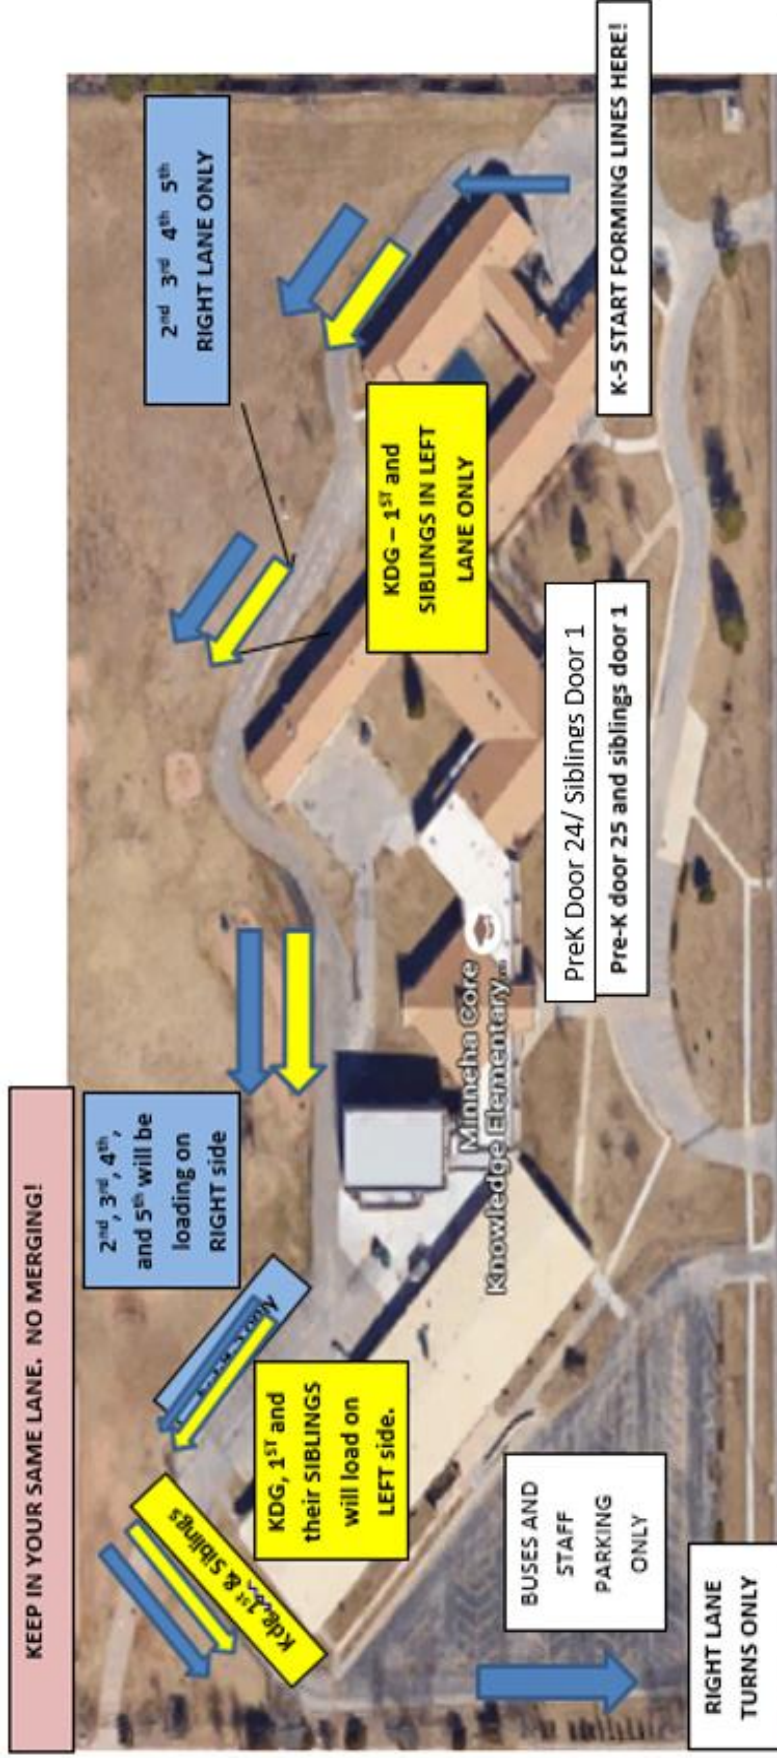 KEEP IN YOUR SAME LANE.  NO MERGING!
2nd, 3rd, 4th,
and 5th will be
loading on
RIGHT side
2nd 3rd 4th 5th
RIGHT LANE ONLY
Kdg, 1st & Siblings
KDG, 1ST and
their SIBLINGS
will load on
LEFT side.
KDG – 1ST and
SIBLINGS IN LEFT
LANE ONLY
Minneha Core
Knowledge Elementary
PreK Door 24/ Siblings Door 1
Pre-K door 25 and siblings door 1
K-5 START FORMING LINES HERE!
BUSES AND
STAFF
PARKING
ONLY
RIGHT LANE
TURNS ONLY